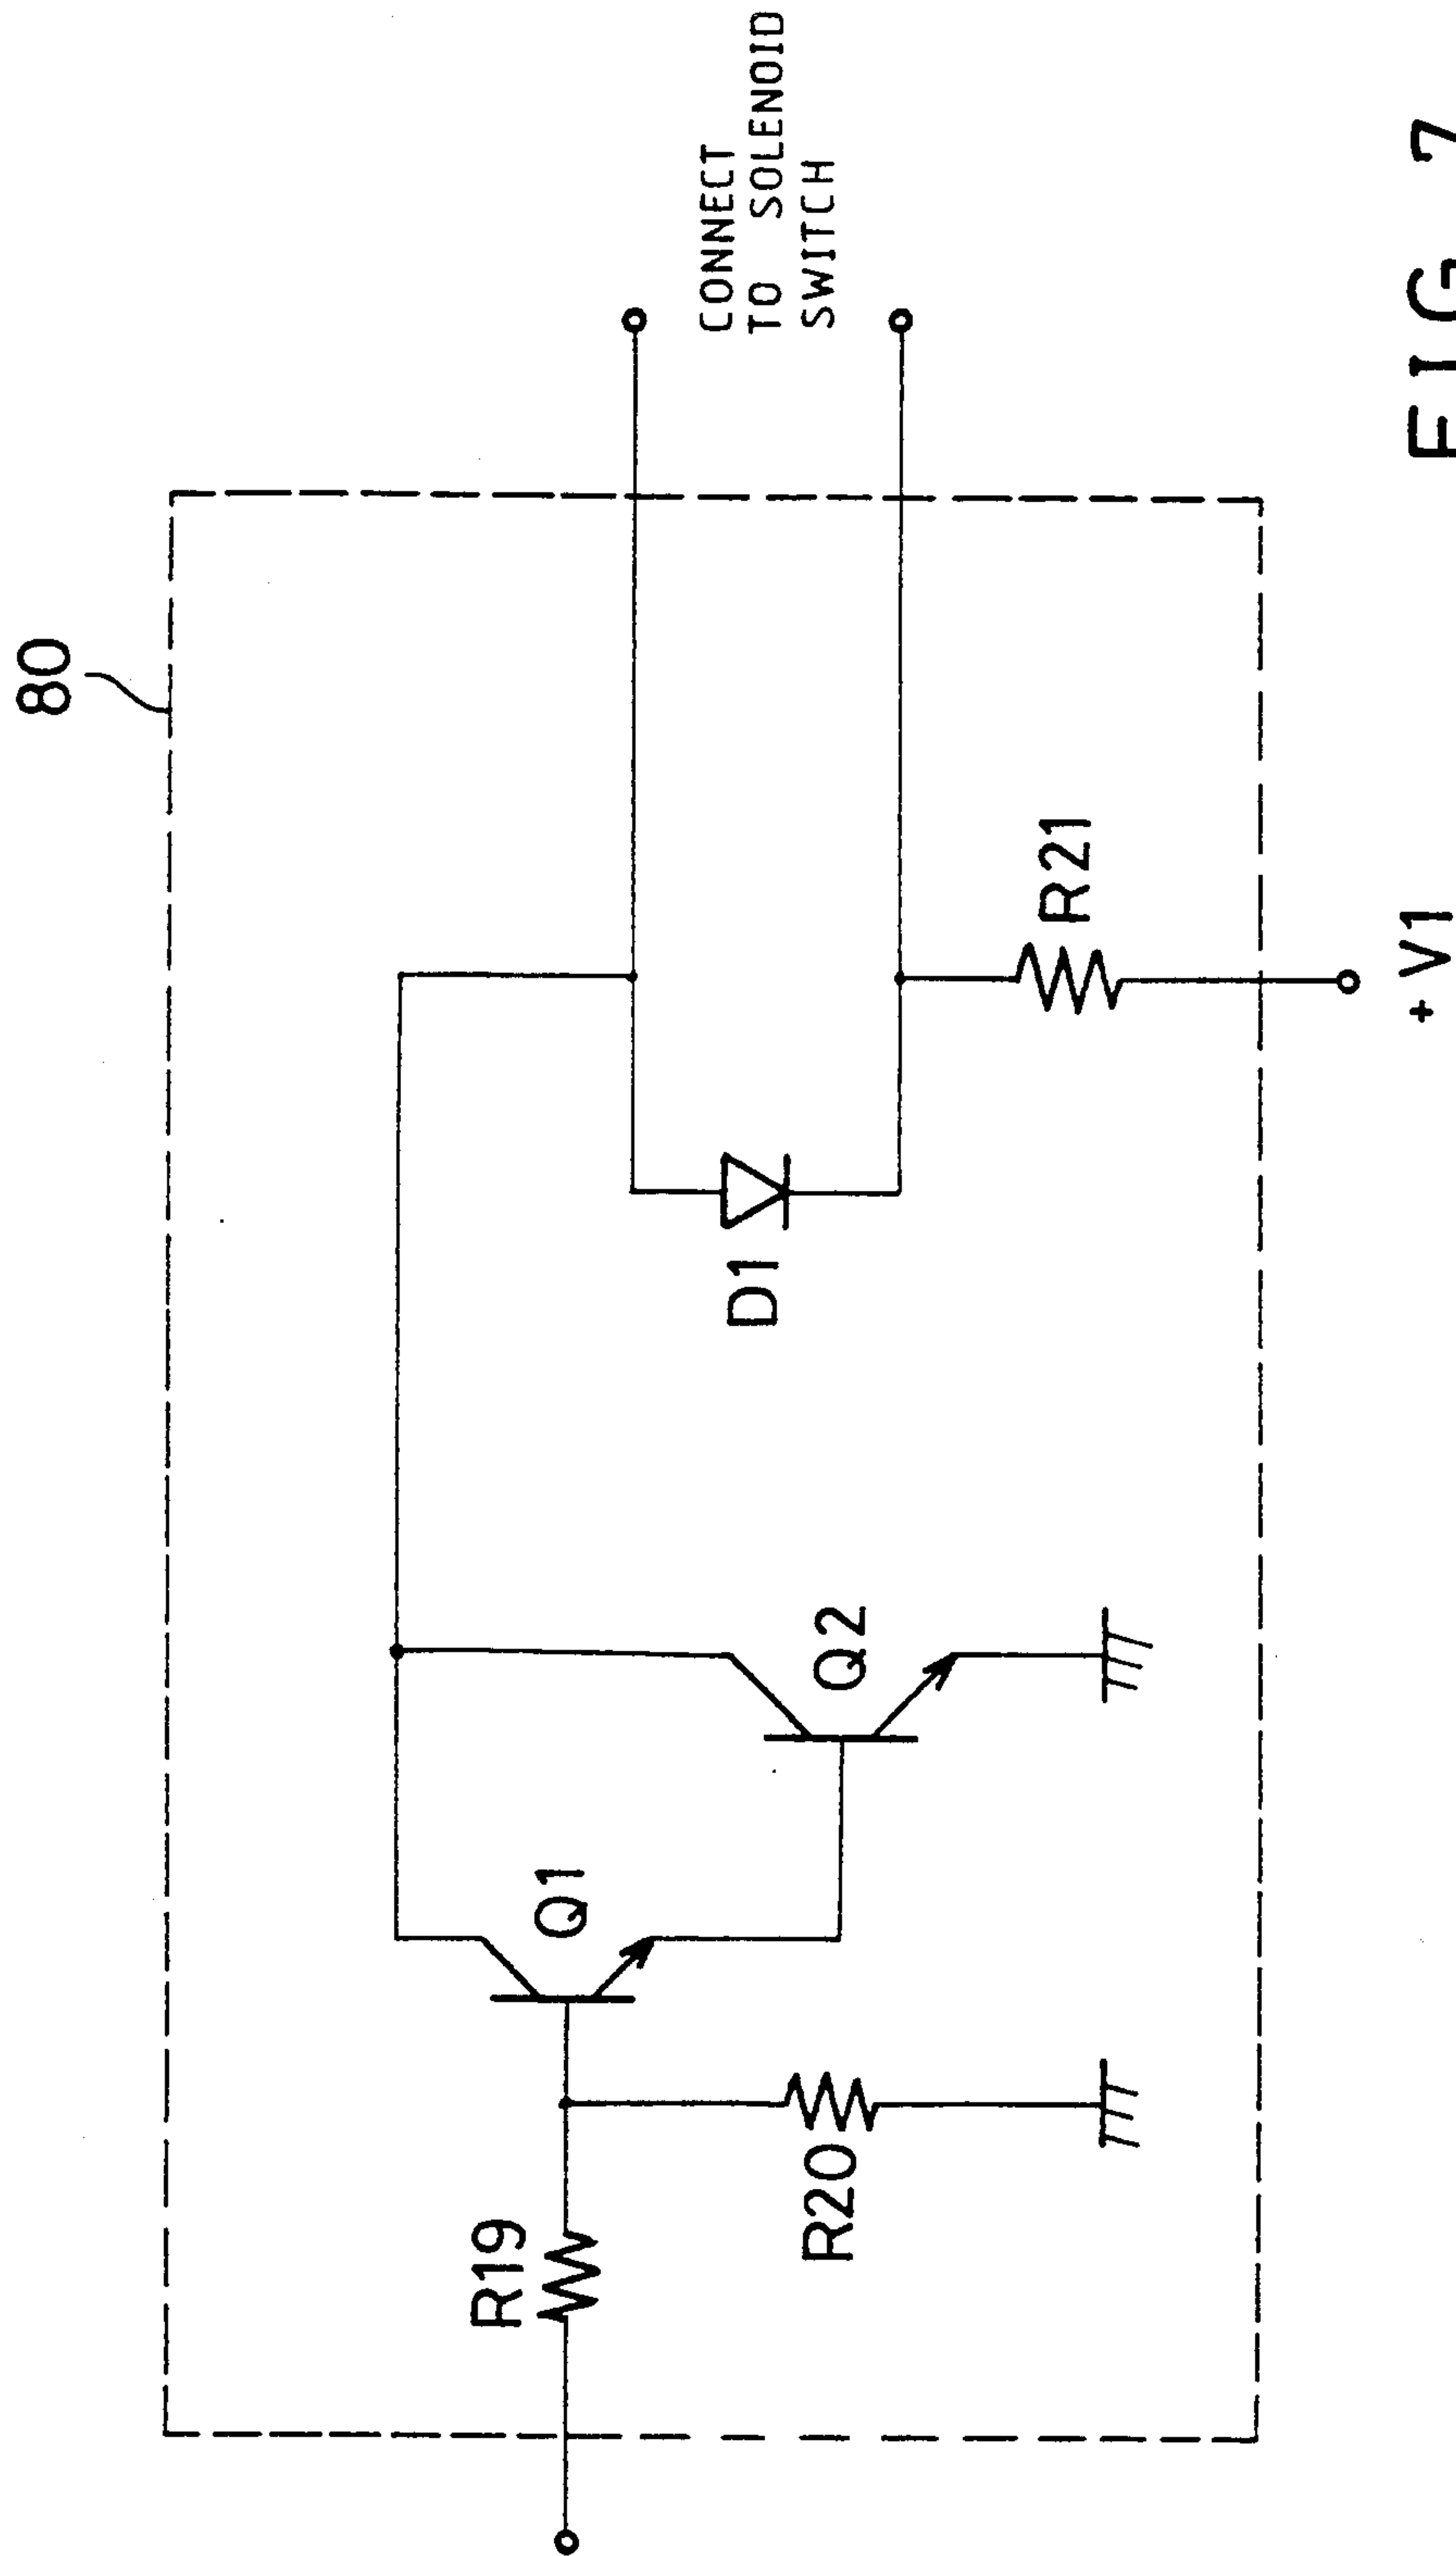 80
CONNECT
TO SOLENOID
SWITCH
Q1
Q2
D1
R19
R20
R21
+ V1
FIG 7